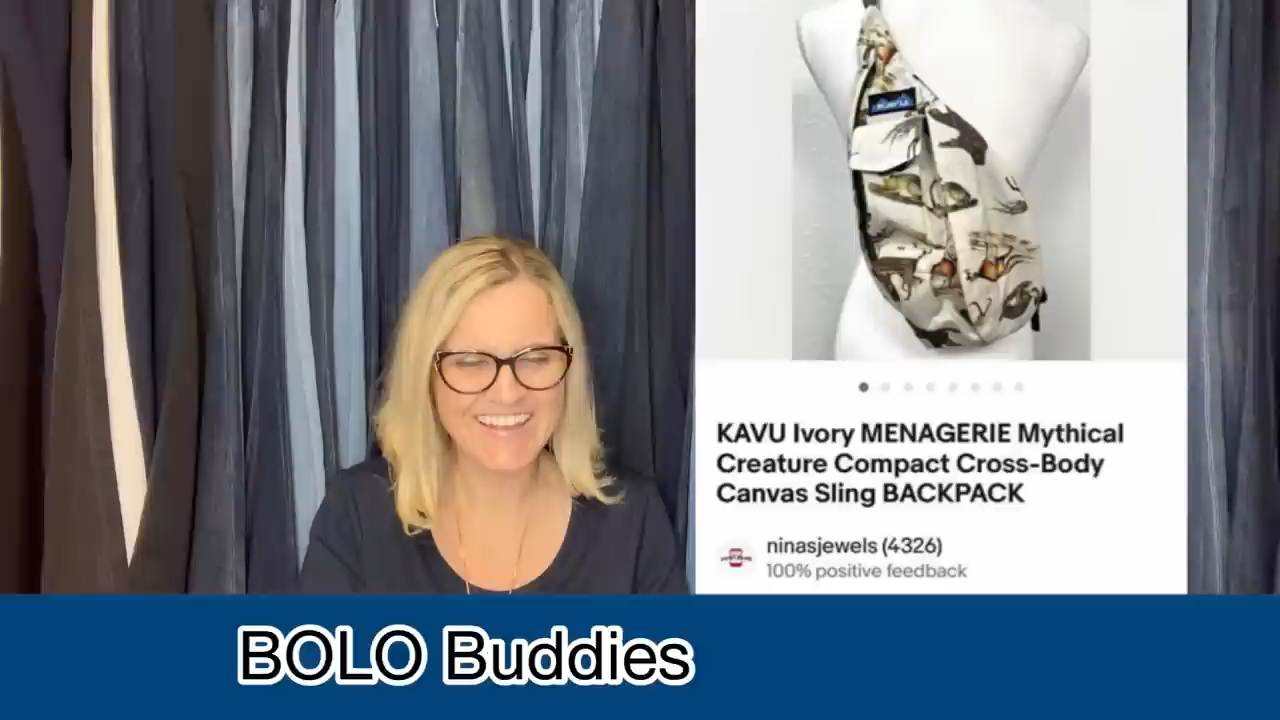 KAVU Ivory MENAGERIE Mythical
Creature Compact Cross-Body
Canvas Sling BACKPACK
ninasjewels (4326)
100% positive feedback
BOLO Buddies